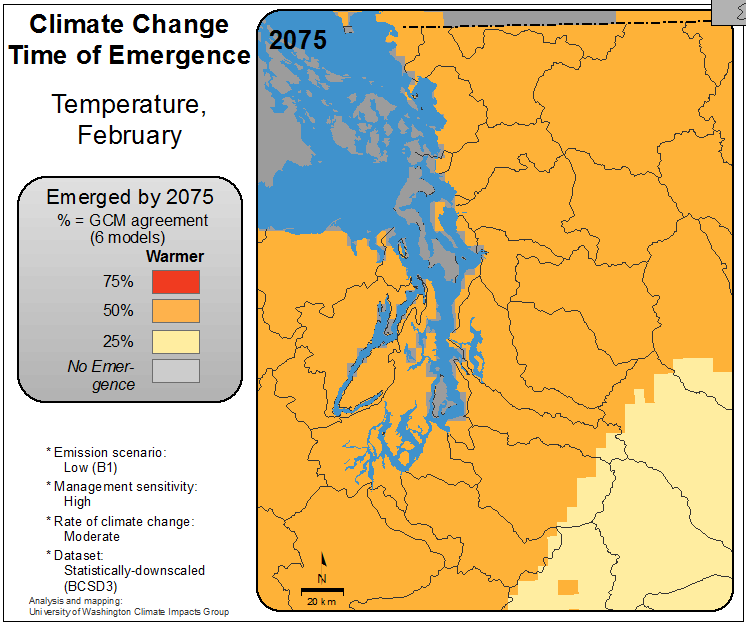 Climate Change
Time of Emergence
Temperature,
February
Emerged by 2075
% = GCM agreement
(6 models)
Warmer
75%
50%
25%
No Emer-
gence
* Emission scenario:
Low (B1)
* Management sensitivity:
High
* Rate of climate change:
Moderate
* Dataset:
Statistically-downscaled
(BCSD3)
Analysis and mapping:
University of Washington Climate Impacts Group
2075
N
20 km